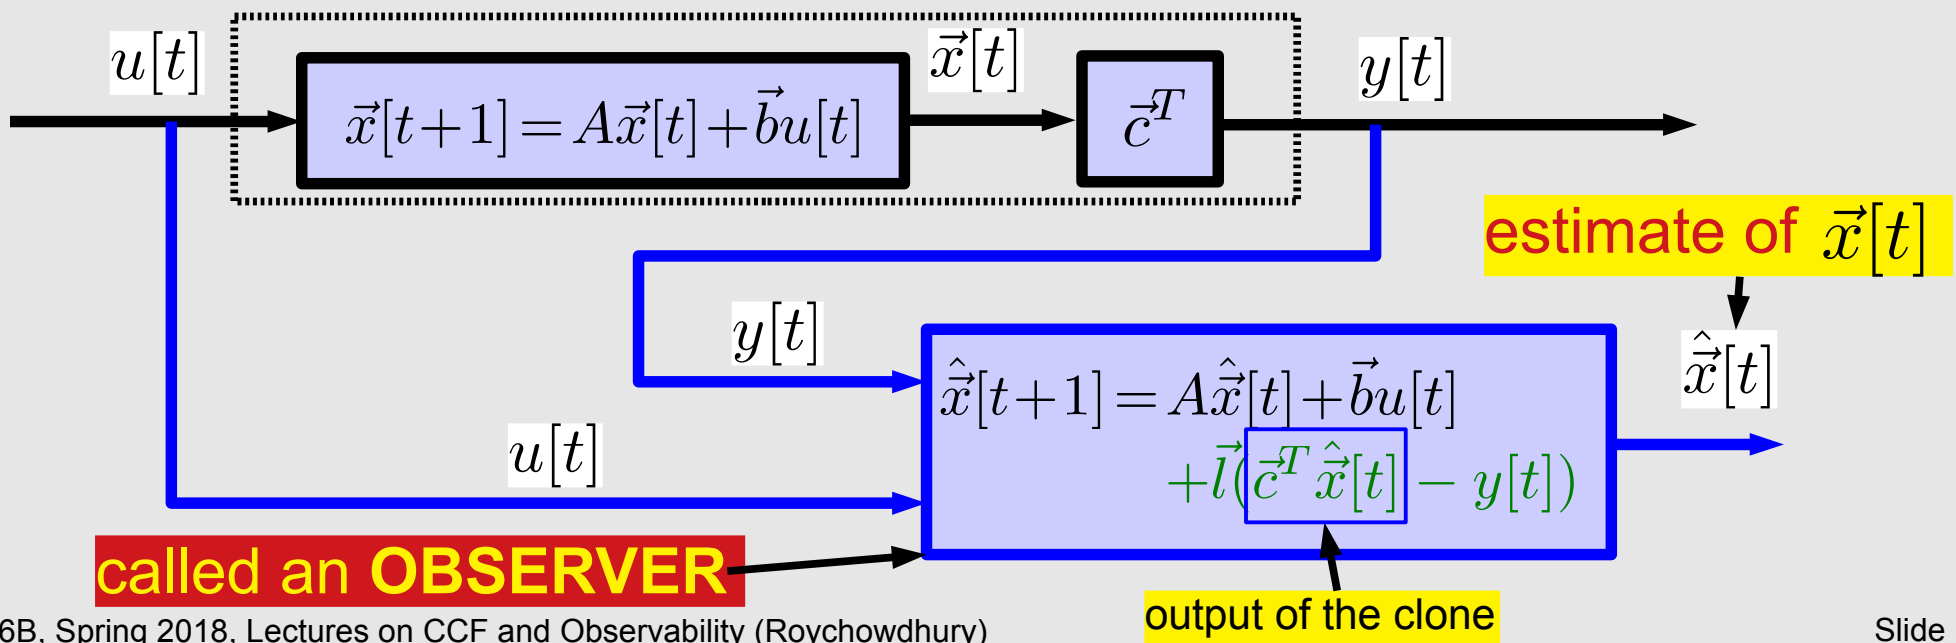 u[t]
x⃗[t+1] = Ax⃗[t]+b⃗u[t]
x⃗[t]
c⃗ᵀ
y[t]
estimate of x⃗[t]
x⃗̂[t]
y[t]
u[t]
x⃗̂[t+1] = Ax⃗̂[t]+b⃗u[t]
+l⃗(c⃗ᵀx⃗̂[t] − y[t])
called an OBSERVER
output of the clone
6B, Spring 2018, Lectures on CCF and Observability (Roychowdhury)
Slide